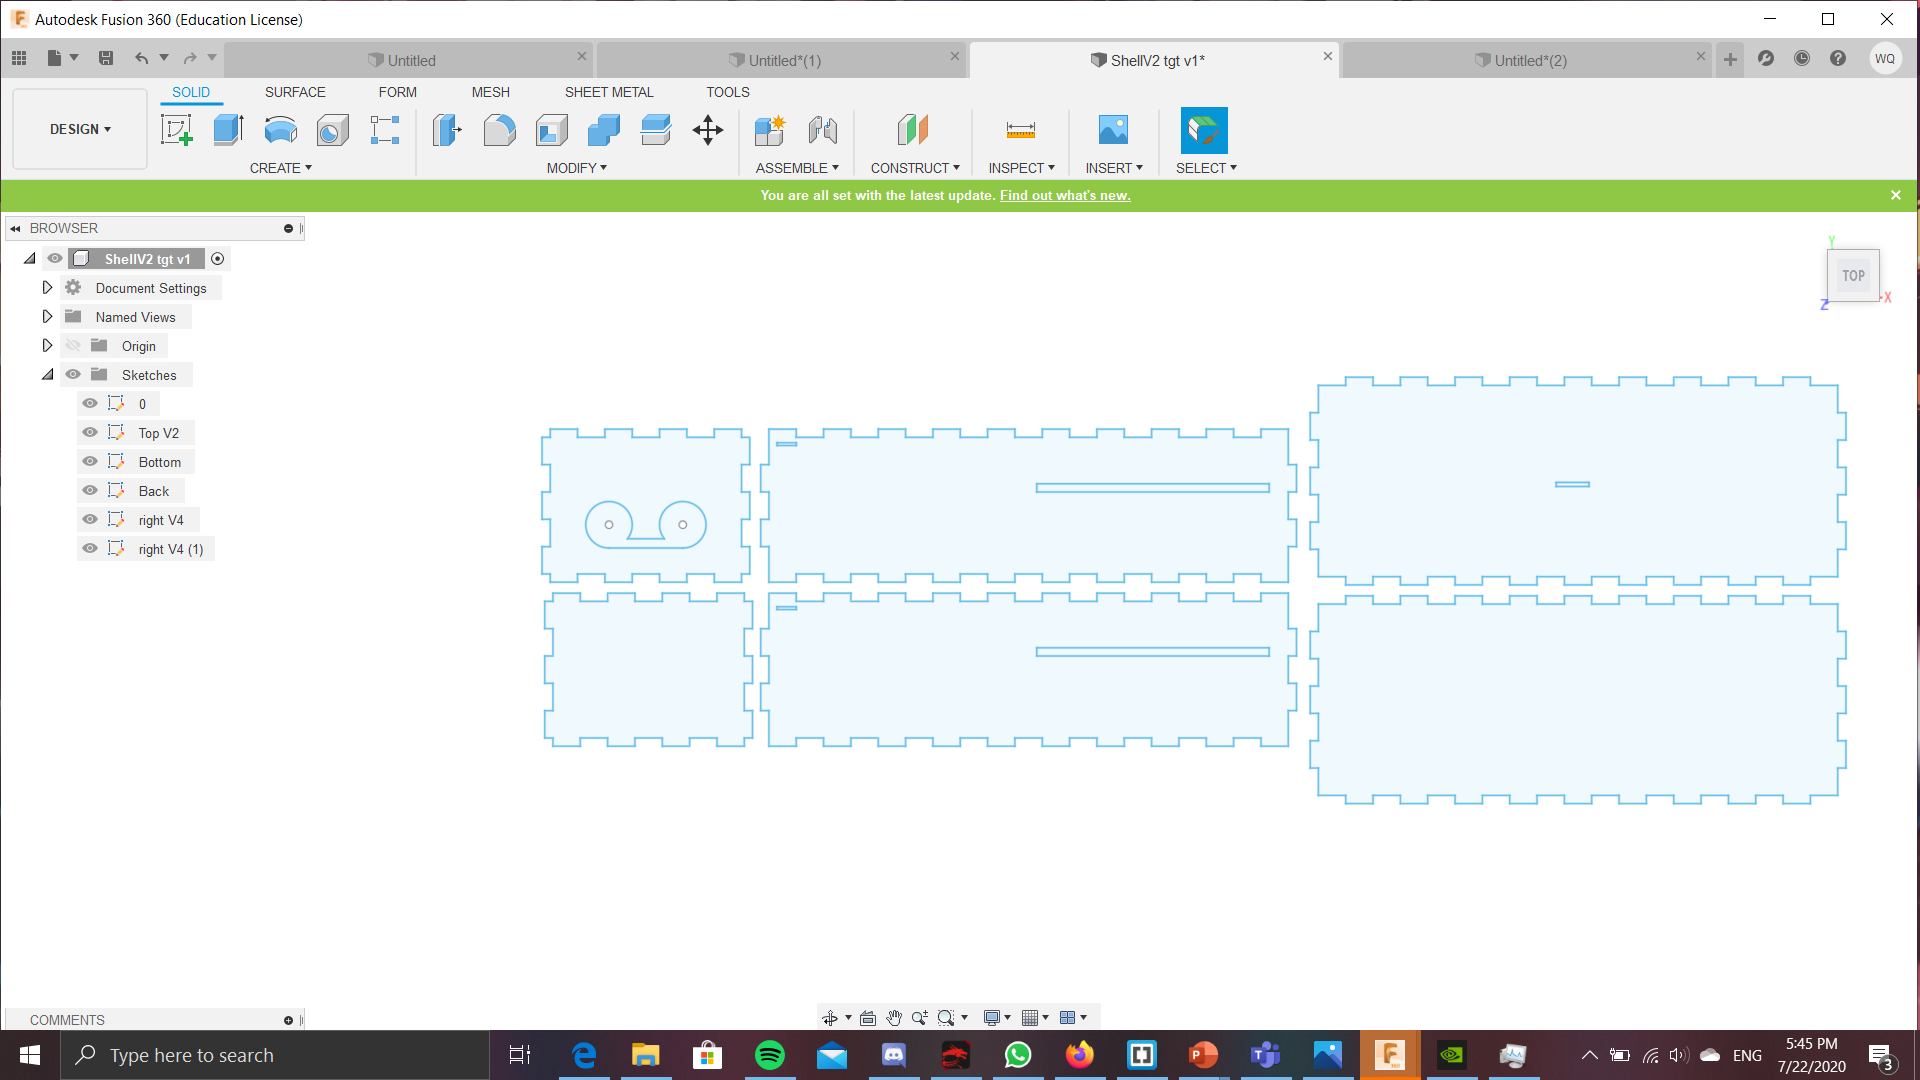 Autodesk Fusion 360 (Education License)
Untitled
Untitled*(1)
ShellV2 tgt v1*
Untitled*(2)
WQ
DESIGN
SOLID
SURFACE
FORM
MESH
SHEET METAL
TOOLS
CREATE
MODIFY
ASSEMBLE
CONSTRUCT
INSPECT
INSERT
SELECT
You are all set with the latest update. Find out what's new.
BROWSER
ShellV2 tgt v1
Document Settings
Named Views
Origin
Sketches
0
Top V2
Bottom
Back
right V4
right V4 (1)
Y
TOP
X
Z
COMMENTS
Type here to search
ENG
5:45 PM
7/22/2020
3